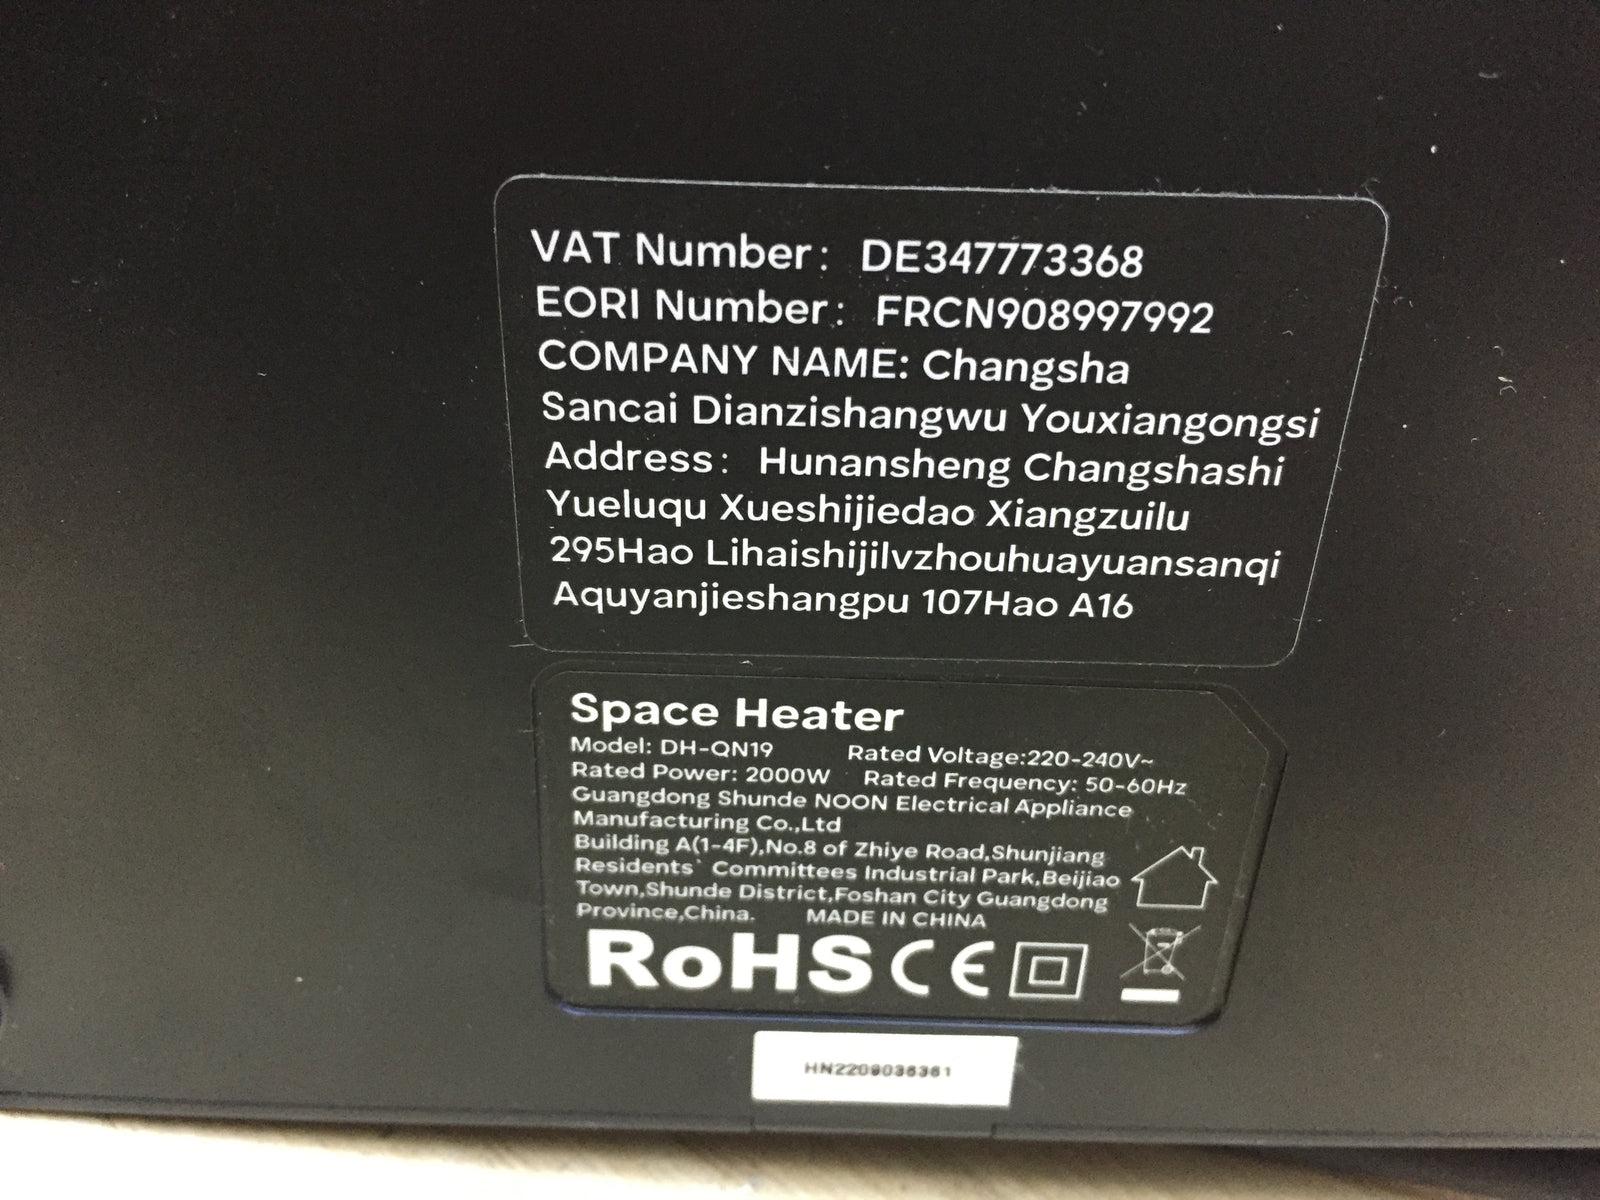 VAT Number: DE347773368
EORI Number: FRCN908997992
COMPANY NAME: Changsha
Sancai Dianzishangwu Youxiangongsi
Address: Hunansheng Changshashi
Yueluqu Xueshijiedao Xiangzuilu
295Hao Lihaishijilvzhouhuayuansanqi
Aquyanjieshangpu 107Hao A16
Space Heater
Model: DH-QN19 Rated Voltage:220-240V~
Rated Power: 2000W Rated Frequency: 50-60Hz
Guangdong Shunde NOON Electrical Appliance
Manufacturing Co.,Ltd
Building A(1-4F),No.8 of Zhiye Road,Shunjiang
Residents` Committees Industrial Park,Beijiao
Town,Shunde District,Foshan City Guangdong
Province,China. MADE IN CHINA
RoHS CE
HN2209036361